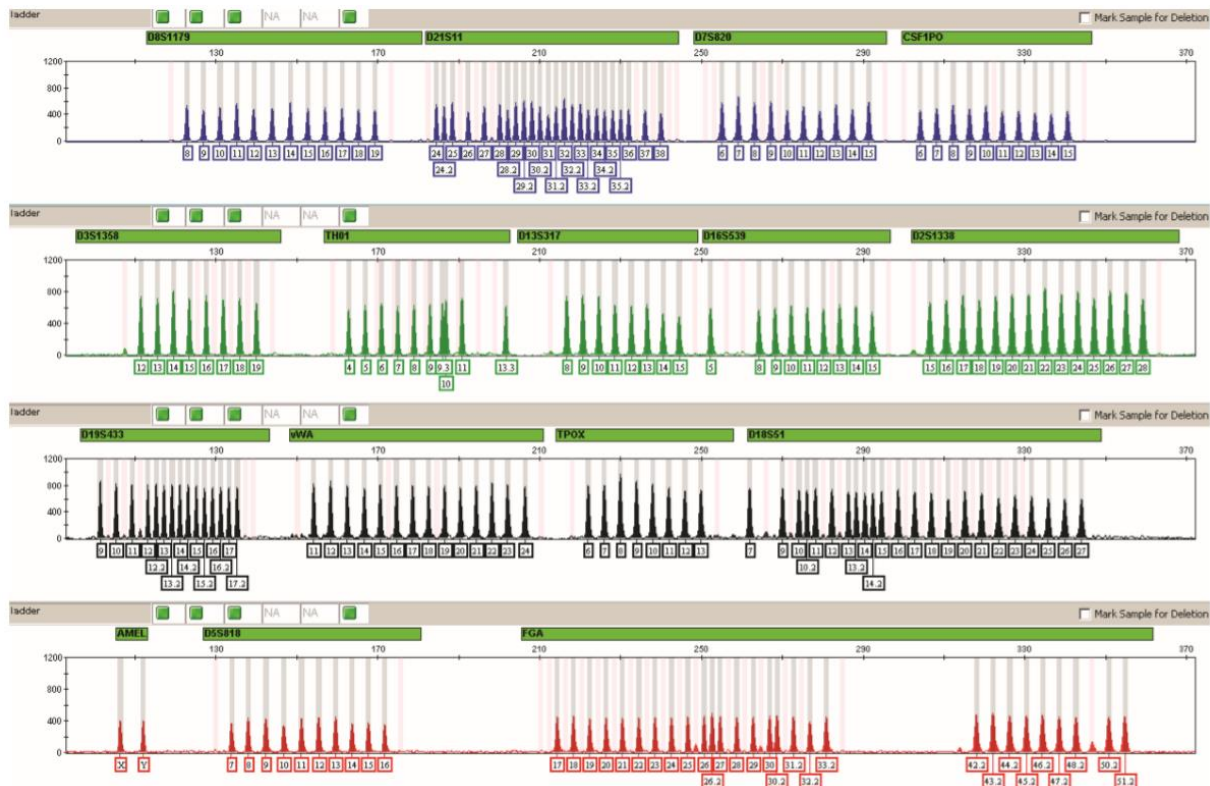 ladder NA NA Mark Sample for Deletion
D8S1179 D21S11 D7S820 CSF1PO
130 170 210 250 290 330 370
1200
800
400
0
8 9 10 11 12 13 14 15 16 17 18 19 24 25 26 27 28 29 30 31 32 33 34 35 36 37 38 6 7 8 9 10 11 12 13 14 15 6 7 8 9 10 11 12 13 14 15
24.2 28.2 30.2 32.2 34.2
29.2 31.2 33.2 35.2
ladder NA NA Mark Sample for Deletion
D3S1358 TH01 D13S317 D16S539 D2S1338
130 170 210 250 290 330 370
1200
800
400
0
12 13 14 15 16 17 18 19 4 5 6 7 8 9 9.3 11 13.3 8 9 10 11 12 13 14 15 5 8 9 10 11 12 13 14 15 15 16 17 18 19 20 21 22 23 24 25 26 27 28
10
ladder NA NA Mark Sample for Deletion
D19S433 vWA TPOX D18S51
130 170 210 250 290 330 370
1200
800
400
0
9 10 11 12 13 14 15 16 17 11 12 13 14 15 16 17 18 19 20 21 22 23 24 6 7 8 9 10 11 12 13 7 9 10 11 12 13 14 15 16 17 18 19 20 21 22 23 24 25 26 27
12.2 14.2 16.2 10.2 13.2
13.2 15.2 17.2 14.2
ladder NA NA Mark Sample for Deletion
AMEL D5S818 FGA
130 170 210 250 290 330 370
1200
800
400
0
X Y 7 8 9 10 11 12 13 14 15 16 17 18 19 20 21 22 23 24 25 26 27 28 29 30 31.2 33.2 42.2 44.2 46.2 48.2 50.2
26.2 30.2 32.2 43.2 45.2 47.2 51.2